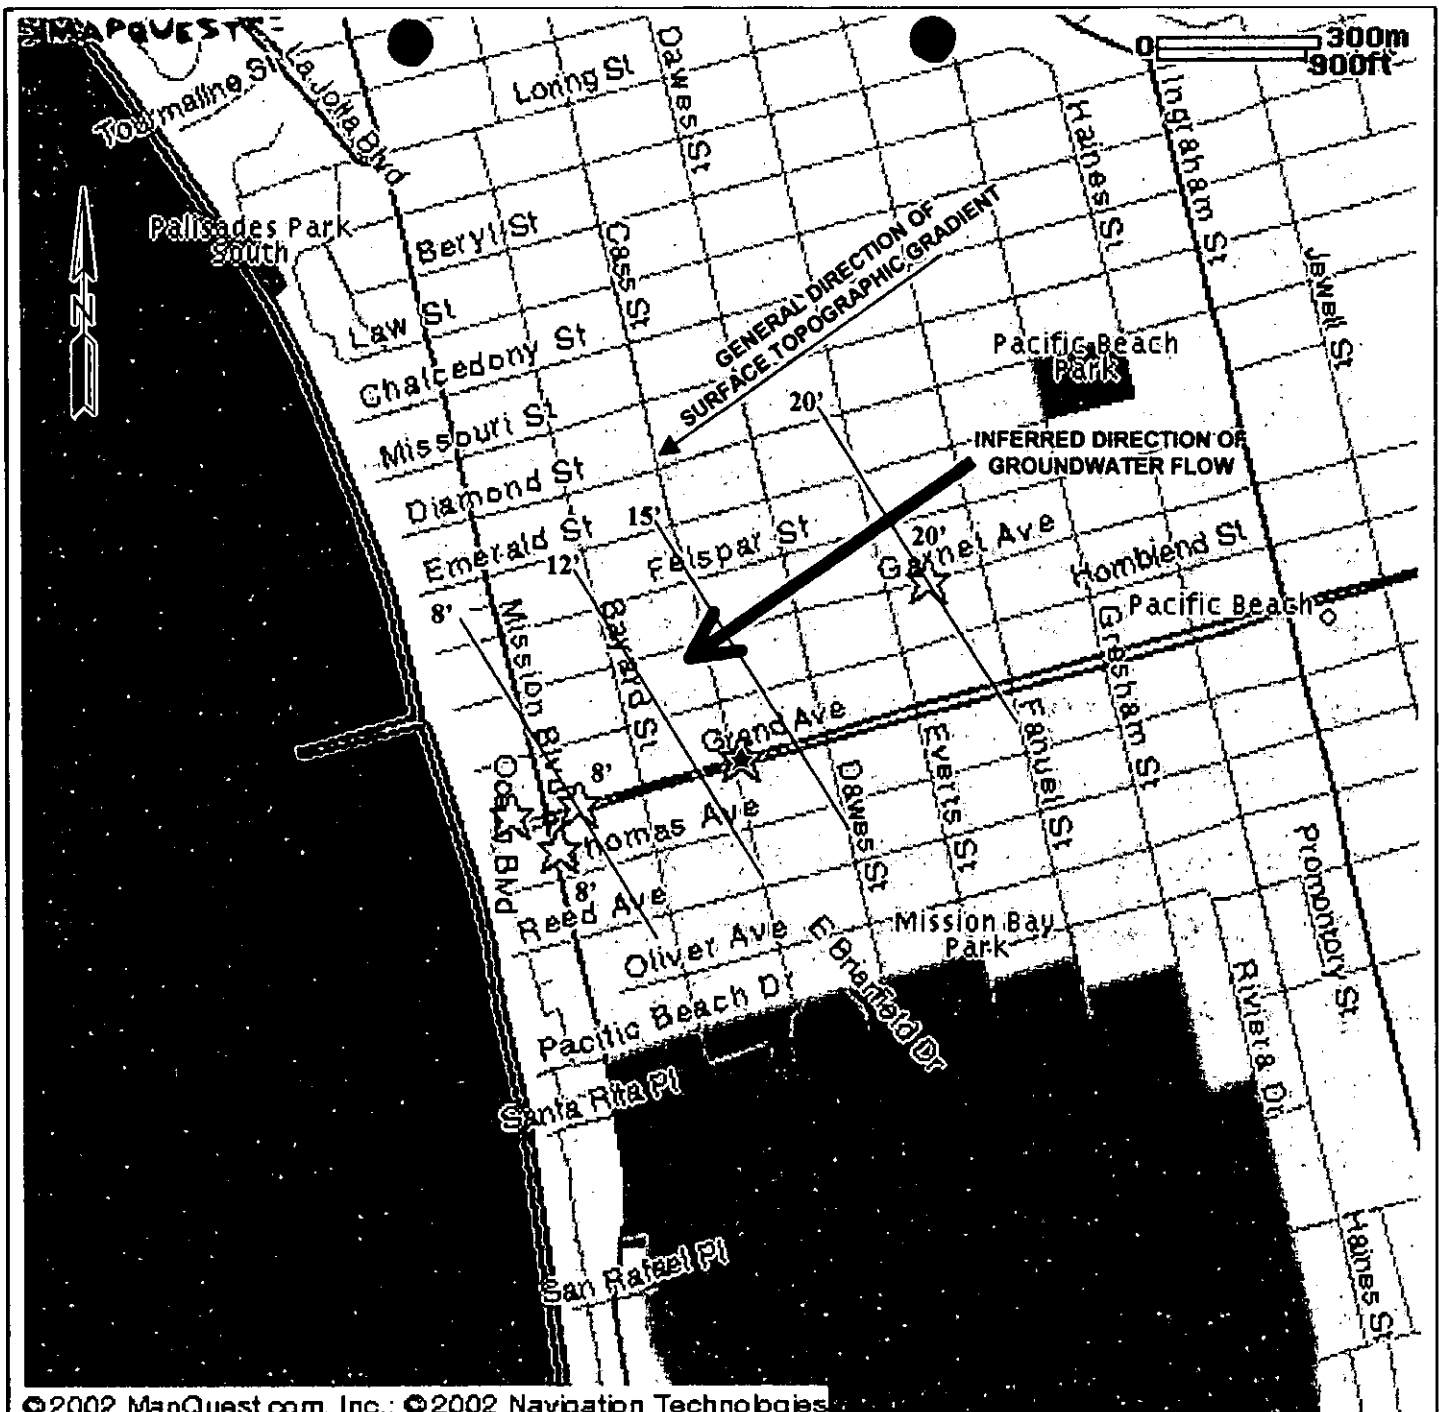 MAPQUEST
0 300m
900ft
Tourmaline St
La Jolla Blvd
Loring St
Dawes St
Haines St
Ingraham St
Palisades Park
South
Beryl St
Cass St
Jewell St
GENERAL DIRECTION OF
SURFACE TOPOGRAPHIC GRADIENT
Law St
Chalcedony St
Pacific Beach
Park
N
Missouri St
20'
INFERRED DIRECTION OF
GROUNDWATER FLOW
Diamond St
15'
Emerald St
Felspar St
20'
Garnet Ave
Hornblend St
12'
8'
Mission Blvd
Bayard St
Pacific Beach
Gresham St
Grand Ave
Fanuel St
Everts St
Dawes St
8'
Ocean Blvd
Thomas Ave
8'
Reed Ave
Promontory St
Oliver Ave
E Briarfield Dr
Mission Bay
Park
Riviera Dr
Pacific Beach Dr
Santa Rita Pl
San Rafael Pl
Haines St
©2002 MapQuest.com, Inc.; ©2002 Navigation Technologies